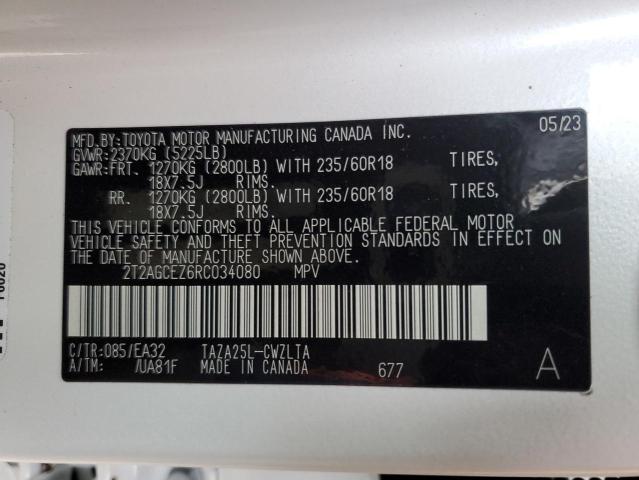 MFD.BY:TOYOTA MOTOR MANUFACTURING CANADA INC. 05/23
GVWR:2370KG (5225LB)
GAWR:FRT. 1270KG (2800LB) WITH 235/60R18 TIRES,
18X7.5J RIMS.
RR. 1270KG (2800LB) WITH 235/60R18 TIRES,
18X7.5J RIMS.
THIS VEHICLE CONFORMS TO ALL APPLICABLE FEDERAL MOTOR
VEHICLE SAFETY AND THEFT PREVENTION STANDARDS IN EFFECT ON
THE DATE OF MANUFACTURE SHOWN ABOVE.
2T2AGCEZ6RC034080 MPV
C/TR:085/EA32 TAZA25L-CWZLTA
A/TM: /UA81F MADE IN CANADA 677 A